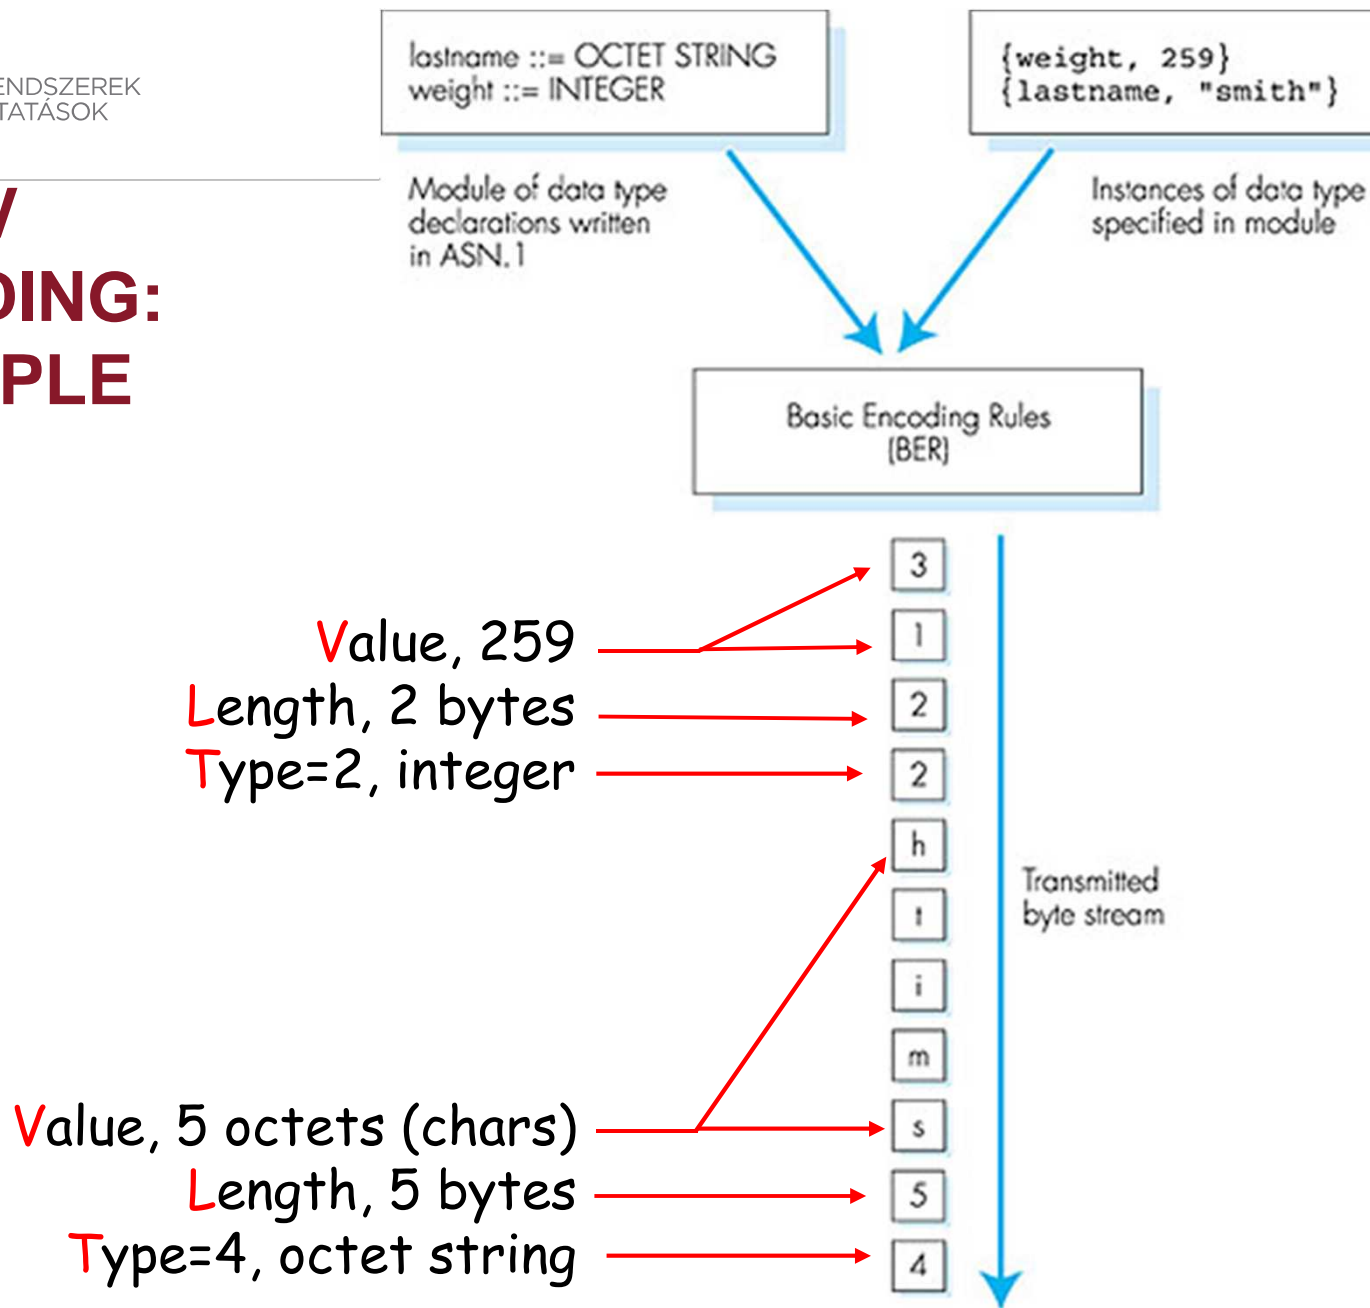 ENDSZEREK
TATÁSOK
DING:
PLE
lastname ::= OCTET STRING
weight ::= INTEGER
{weight, 259}
{lastname, "smith"}
Module of data type
declarations written
in ASN.1
Instances of data type
specified in module
Basic Encoding Rules
(BER)
3
1
2
2
h
t
i
m
s
5
4
Value, 259
Length, 2 bytes
Type=2, integer
Transmitted
byte stream
Value, 5 octets (chars)
Length, 5 bytes
Type=4, octet string